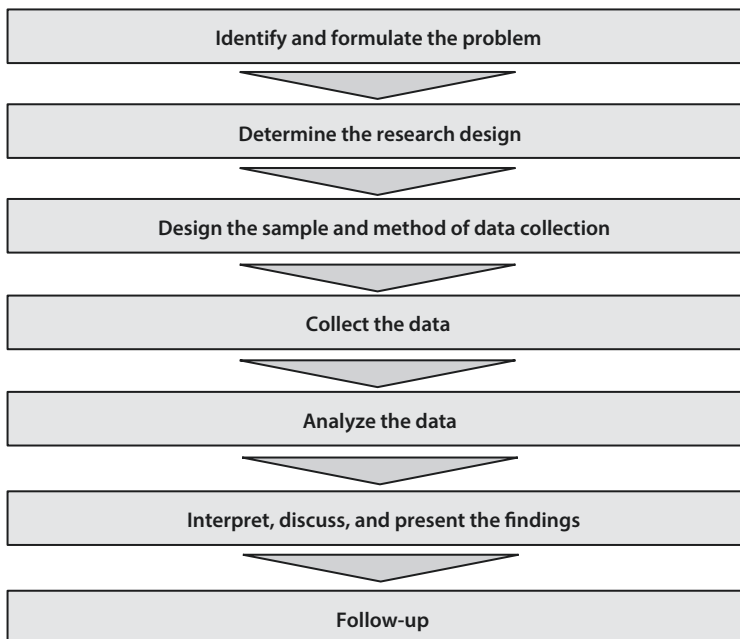 Identify and formulate the problem
Determine the research design
Design the sample and method of data collection
Collect the data
Analyze the data
Interpret, discuss, and present the findings
Follow-up